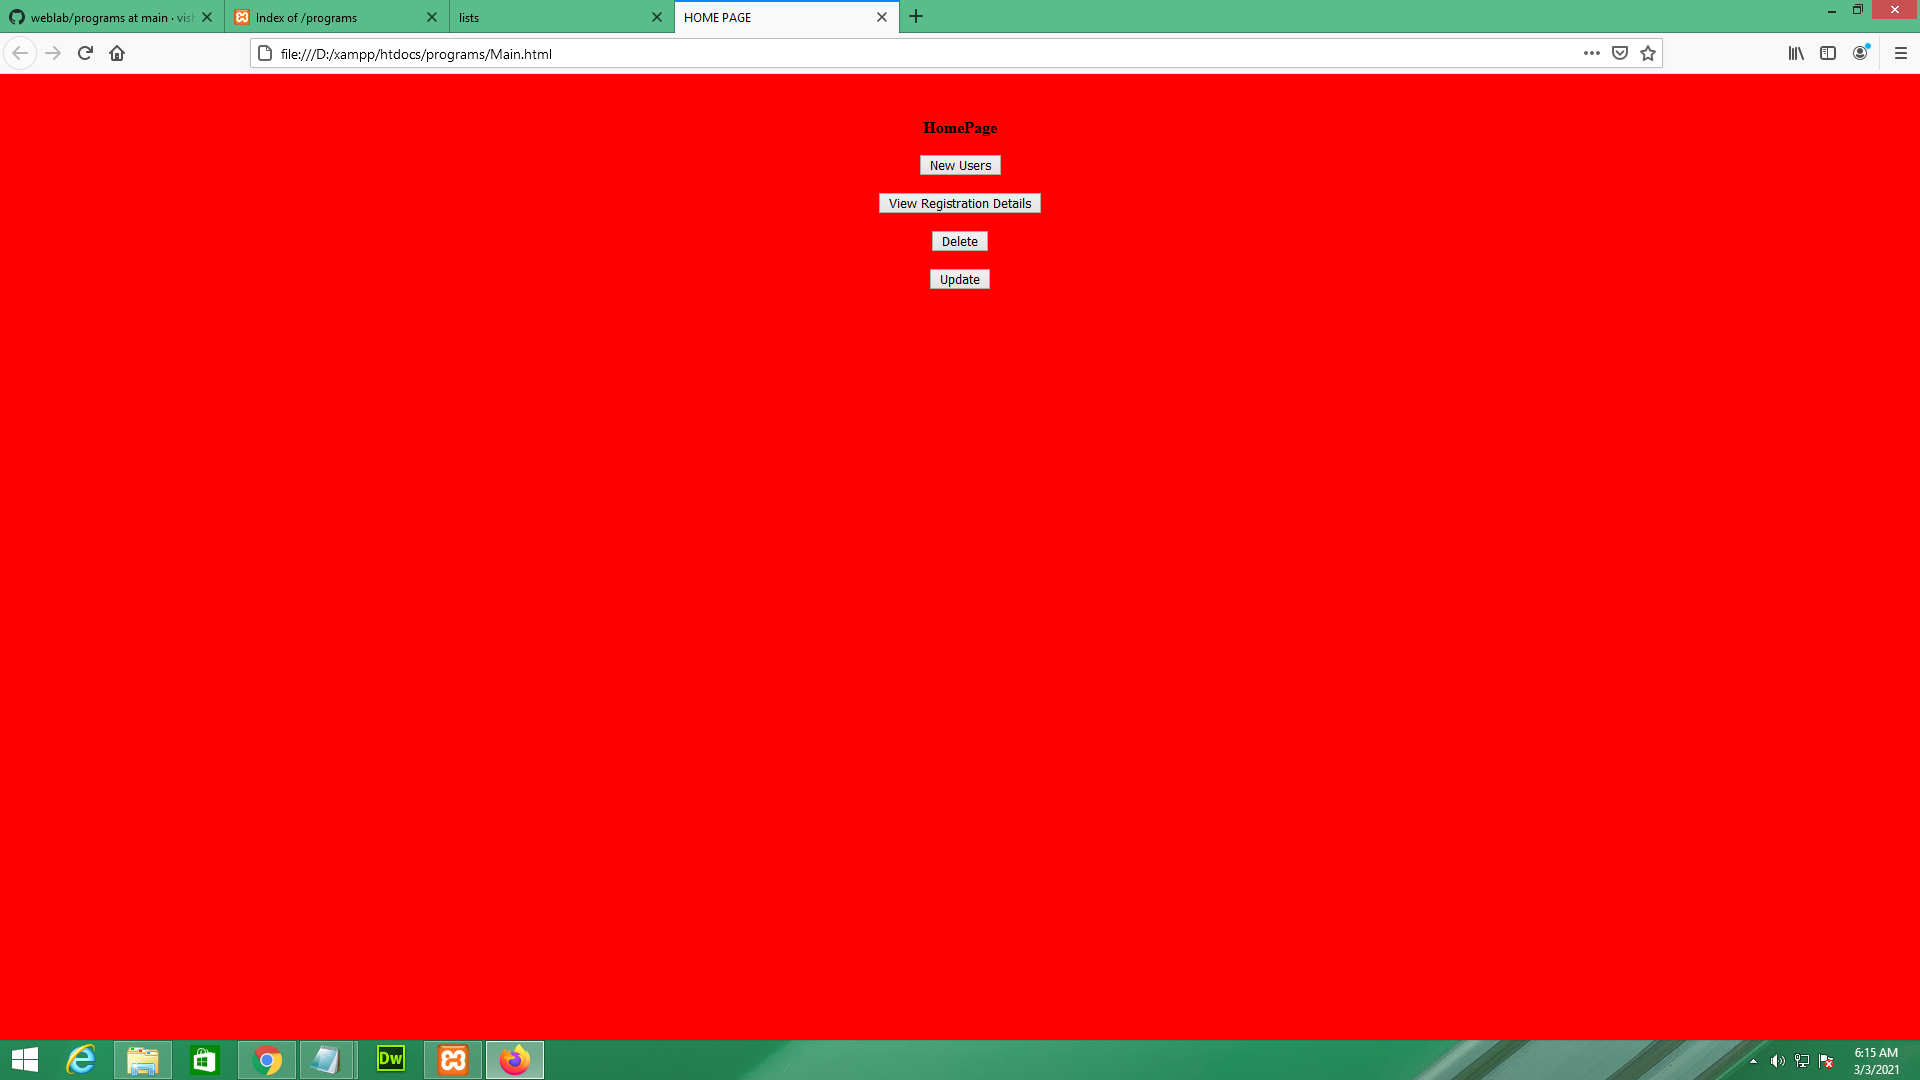 weblab/programs at main · vis
Index of /programs
lists
HOME PAGE
file:///D:/xampp/htdocs/programs/Main.html
HomePage
New Users
View Registration Details
Delete
Update
Dw
6:15 AM
3/3/2021